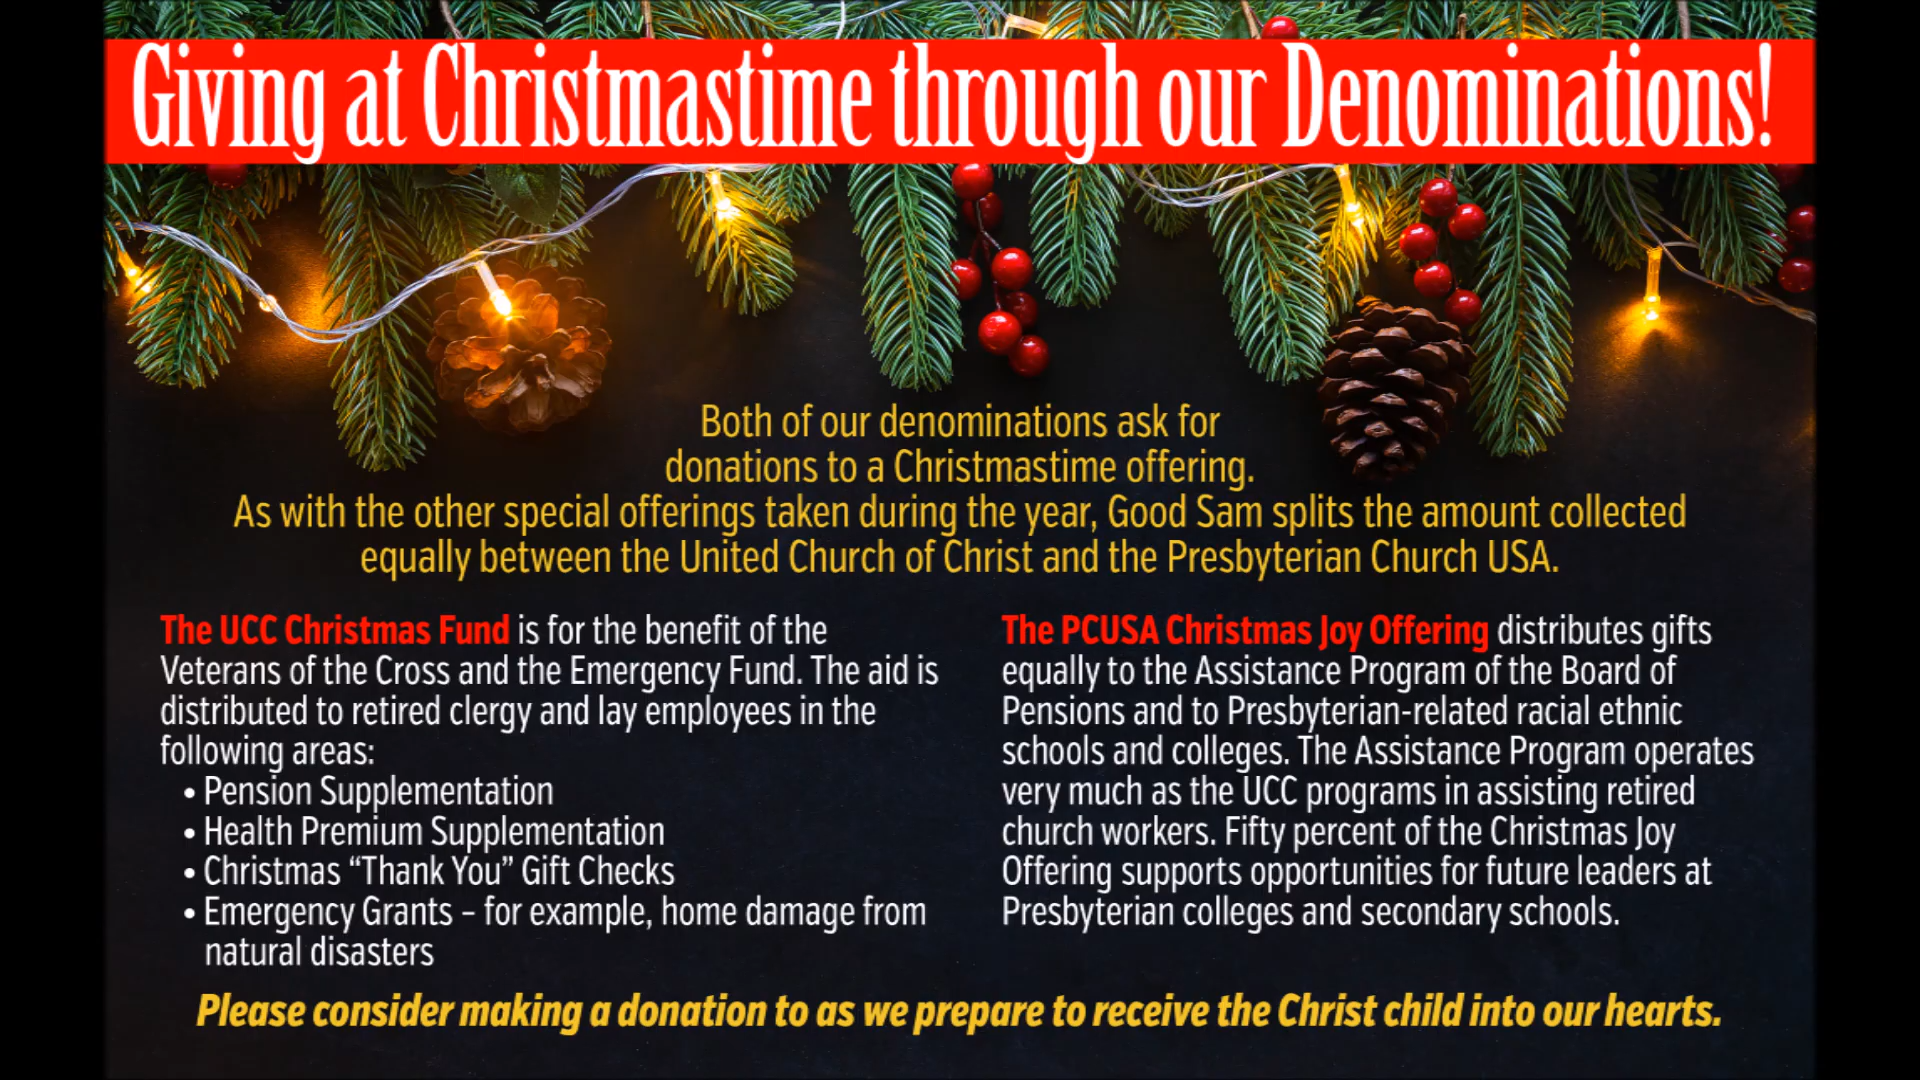 Giving at Christmastime through our Denominations!
Both of our denominations ask for
donations to a Christmastime offering.
As with the other special offerings taken during the year, Good Sam splits the amount collected
equally between the United Church of Christ and the Presbyterian Church USA.
The UCC Christmas Fund is for the benefit of the
Veterans of the Cross and the Emergency Fund. The aid is
distributed to retired clergy and lay employees in the
following areas:
• Pension Supplementation
• Health Premium Supplementation
• Christmas “Thank You” Gift Checks
• Emergency Grants – for example, home damage from
natural disasters
The PCUSA Christmas Joy Offering distributes gifts
equally to the Assistance Program of the Board of
Pensions and to Presbyterian-related racial ethnic
schools and colleges. The Assistance Program operates
very much as the UCC programs in assisting retired
church workers. Fifty percent of the Christmas Joy
Offering supports opportunities for future leaders at
Presbyterian colleges and secondary schools.
Please consider making a donation to as we prepare to receive the Christ child into our hearts.